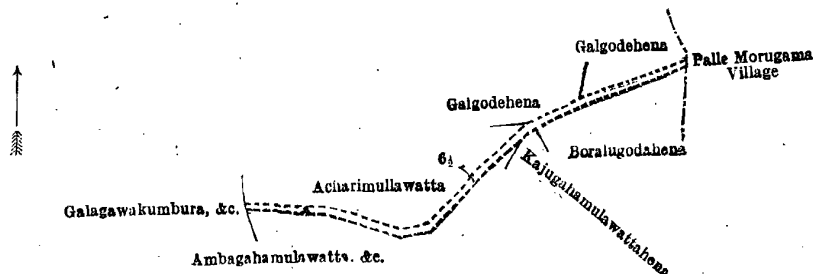 Galgodehena
Palle Morugama
Village
Galgodehena
Boralugodahena
6½
Kajugahamulawattahena
Acharimullawatta
Galagawakumbura, &c.
Ambagahamulawatta, &c.